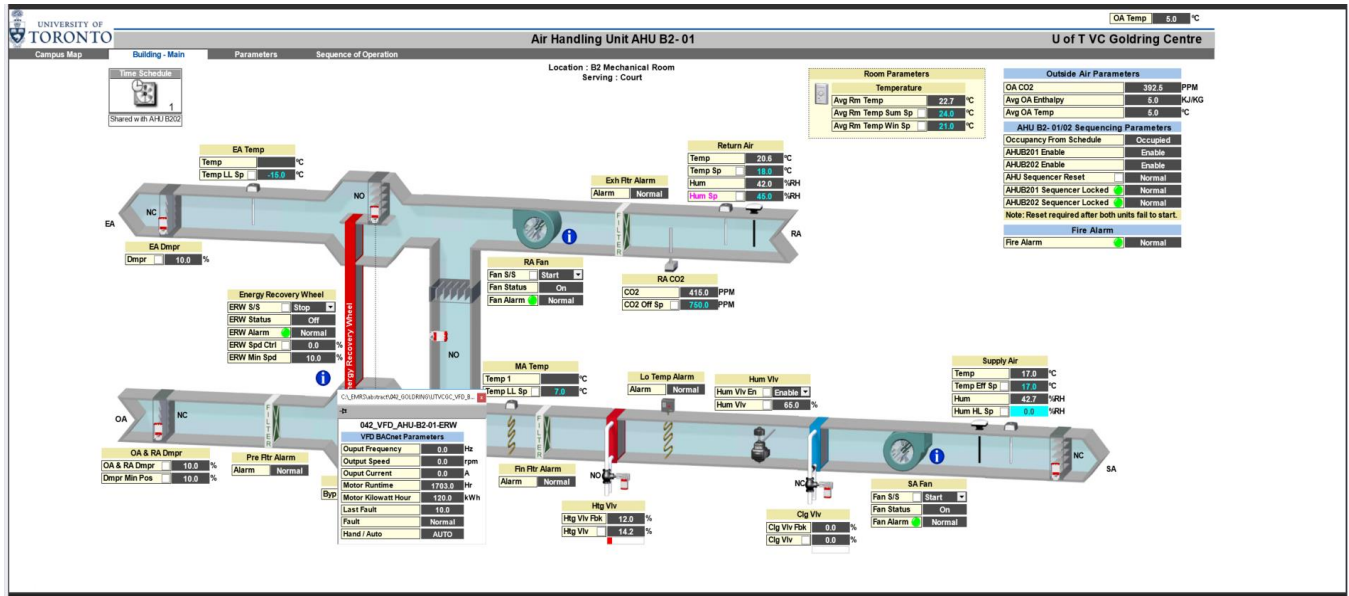 UNIVERSITY OF
TORONTO
OA Temp 5.0 ºC
Air Handling Unit AHU B2- 01
U of T VC Goldring Centre
Campus Map Building - Main Parameters Sequence of Operation
Location : B2 Mechanical Room
Serving : Court
Time Schedule
1
Shared with AHU B202
Room Parameters
Temperature
Avg Rm Temp 22.7 ºC
Avg Rm Temp Sum Sp 24.0 ºC
Avg Rm Temp Win Sp 21.0 ºC
Outside Air Parameters
OA CO2 392.5 PPM
Avg OA Enthalpy 5.0 KJ/KG
Avg OA Temp 5.0 ºC
AHU B2- 01/02 Sequencing Parameters
Occupancy From Schedule Occupied
AHUB201 Enable Enable
AHUB202 Enable Enable
AHU Sequencer Reset Normal
AHUB201 Sequencer Locked Normal
AHUB202 Sequencer Locked Normal
Note: Reset required after both units fail to start.
Fire Alarm
Fire Alarm Normal
EA Temp
Temp ºC
Temp LL Sp -15.0 ºC
Return Air
Temp 20.6 ºC
Temp Sp 18.0 ºC
Hum 42.0 %RH
Hum Sp 45.0 %RH
Exh Fltr Alarm
Alarm Normal
NO
NC
EA
FILTER
RA
EA Dmpr
Dmpr 10.0 %
RA Fan
Fan S/S Start
Fan Status On
Fan Alarm Normal
RA CO2
CO2 415.0 PPM
CO2 Off Sp 750.0 PPM
Energy Recovery Wheel
ERW S/S Stop
ERW Status Off
ERW Alarm Normal
ERW Spd Ctrl 0.0 %
ERW Min Spd 10.0 %
ergy Recovery Wheel
NO
MA Temp
Temp 1 ºC
Temp LL Sp 7.0 ºC
Lo Temp Alarm
Alarm Normal
Hum Vlv
Hum Vlv En Enable
Hum Vlv 65.0 %
Supply Air
Temp 17.0 ºC
Temp Eff Sp 17.0 ºC
Hum 42.7 %RH
Hum HL Sp 0.0 %RH
OA
NC
FILTER
OA & RA Dmpr
OA & RA Dmpr 10.0 %
Dmpr Min Pos 10.0 %
Pre Fltr Alarm
Alarm Normal
Byp
042_VFD_AHU-B2-01-ERW
VFD BACnet Parameters
Ouput Frequency 0.0 Hz
Output Speed 0.0 rpm
Ouput Current 0.0 A
Motor Runtime 1703.0 Hr
Motor Kilowatt Hour 120.0 kWh
Last Fault 10.0
Fault Normal
Hand / Auto AUTO
FILTER
Fin Fltr Alarm
Alarm Normal
NO
Htg Vlv
Htg Vlv Fbk 12.0 %
Htg Vlv 14.2 %
NC
Clg Vlv
Clg Vlv Fbk 0.0 %
Clg Vlv 0.0 %
SA Fan
Fan S/S Start
Fan Status On
Fan Alarm Normal
NC
SA